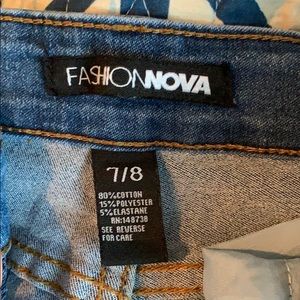 FASHIONNOVA
7/8
80%COTTON
15%POLYESTER
5%ELASTANE
RN:148738
SEE REVERSE
FOR CARE